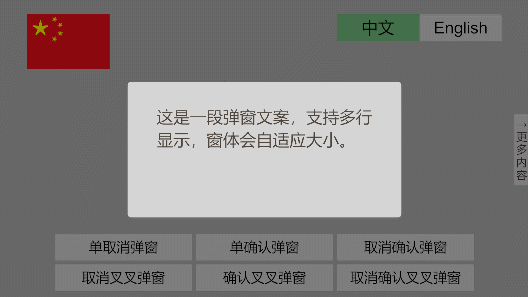 中文
English
这是一段弹窗文案，支持多行
显示，窗体会自适应大小。
→更多内容
单取消弹窗
单确认弹窗
取消确认弹窗
取消叉叉弹窗
确认叉叉弹窗
取消确认叉叉弹窗